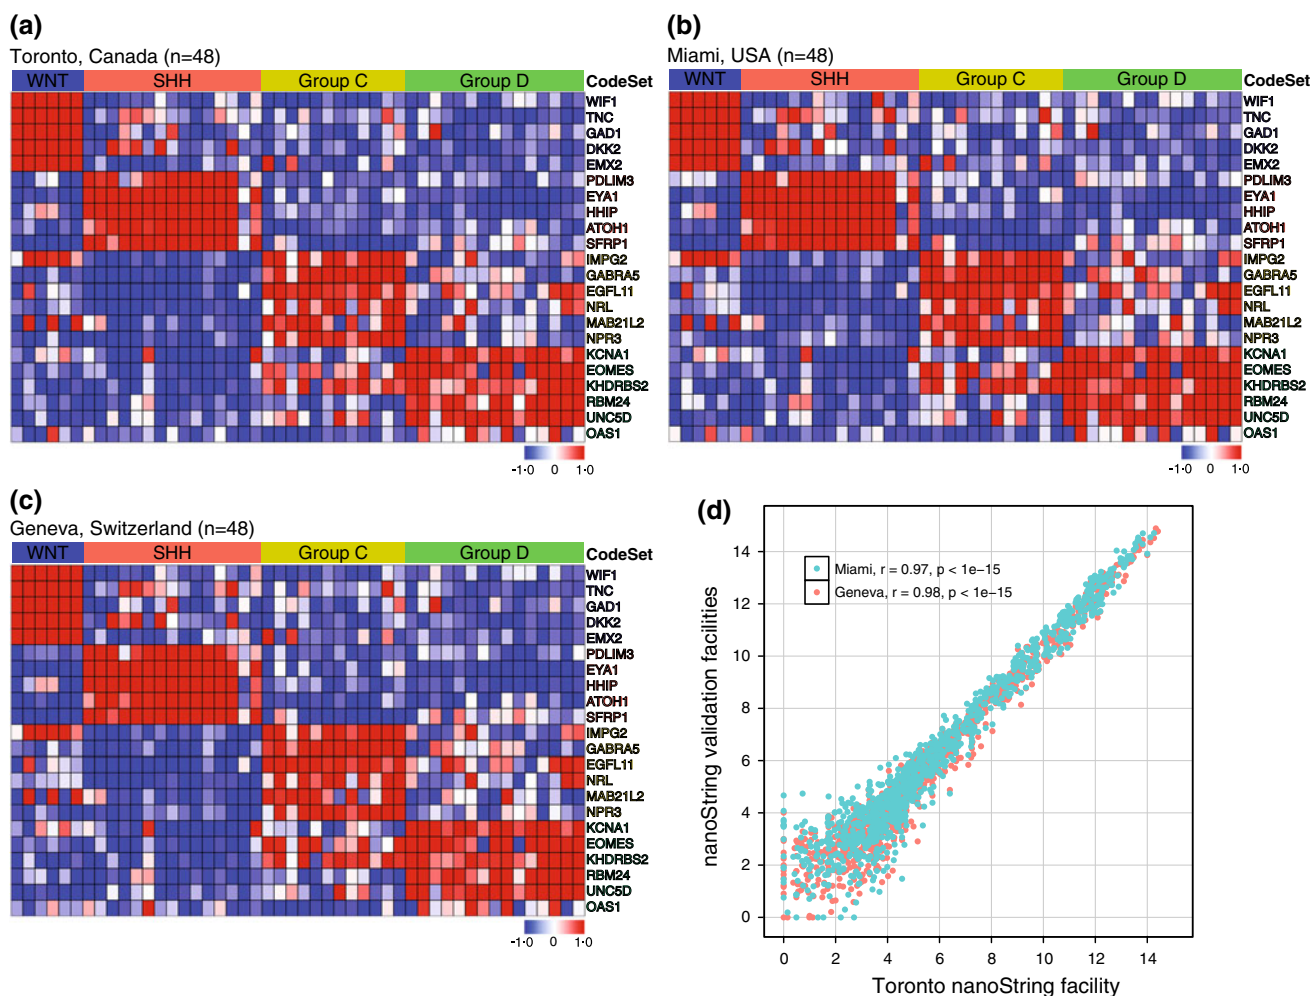 (a)
Toronto, Canada (n=48)
WNT SHH Group C Group D CodeSet
WIF1
TNC
GAD1
DKK2
EMX2
PDLIM3
EYA1
HHIP
ATOH1
SFRP1
IMPG2
GABRA5
EGFL11
NRL
MAB21L2
NPR3
KCNA1
EOMES
KHDRBS2
RBM24
UNC5D
OAS1
-1·0 0 1·0
(b)
Miami, USA (n=48)
WNT SHH Group C Group D CodeSet
WIF1
TNC
GAD1
DKK2
EMX2
PDLIM3
EYA1
HHIP
ATOH1
SFRP1
IMPG2
GABRA5
EGFL11
NRL
MAB21L2
NPR3
KCNA1
EOMES
KHDRBS2
RBM24
UNC5D
OAS1
-1·0 0 1·0
(c)
Geneva, Switzerland (n=48)
WNT SHH Group C Group D CodeSet
WIF1
TNC
GAD1
DKK2
EMX2
PDLIM3
EYA1
HHIP
ATOH1
SFRP1
IMPG2
GABRA5
EGFL11
NRL
MAB21L2
NPR3
KCNA1
EOMES
KHDRBS2
RBM24
UNC5D
OAS1
-1·0 0 1·0
(d)
nanoString validation facilities
14
12
10
8
6
4
2
0
Miami, r = 0.97, p < 1e−15
Geneva, r = 0.98, p < 1e−15
0 2 4 6 8 10 12 14
Toronto nanoString facility